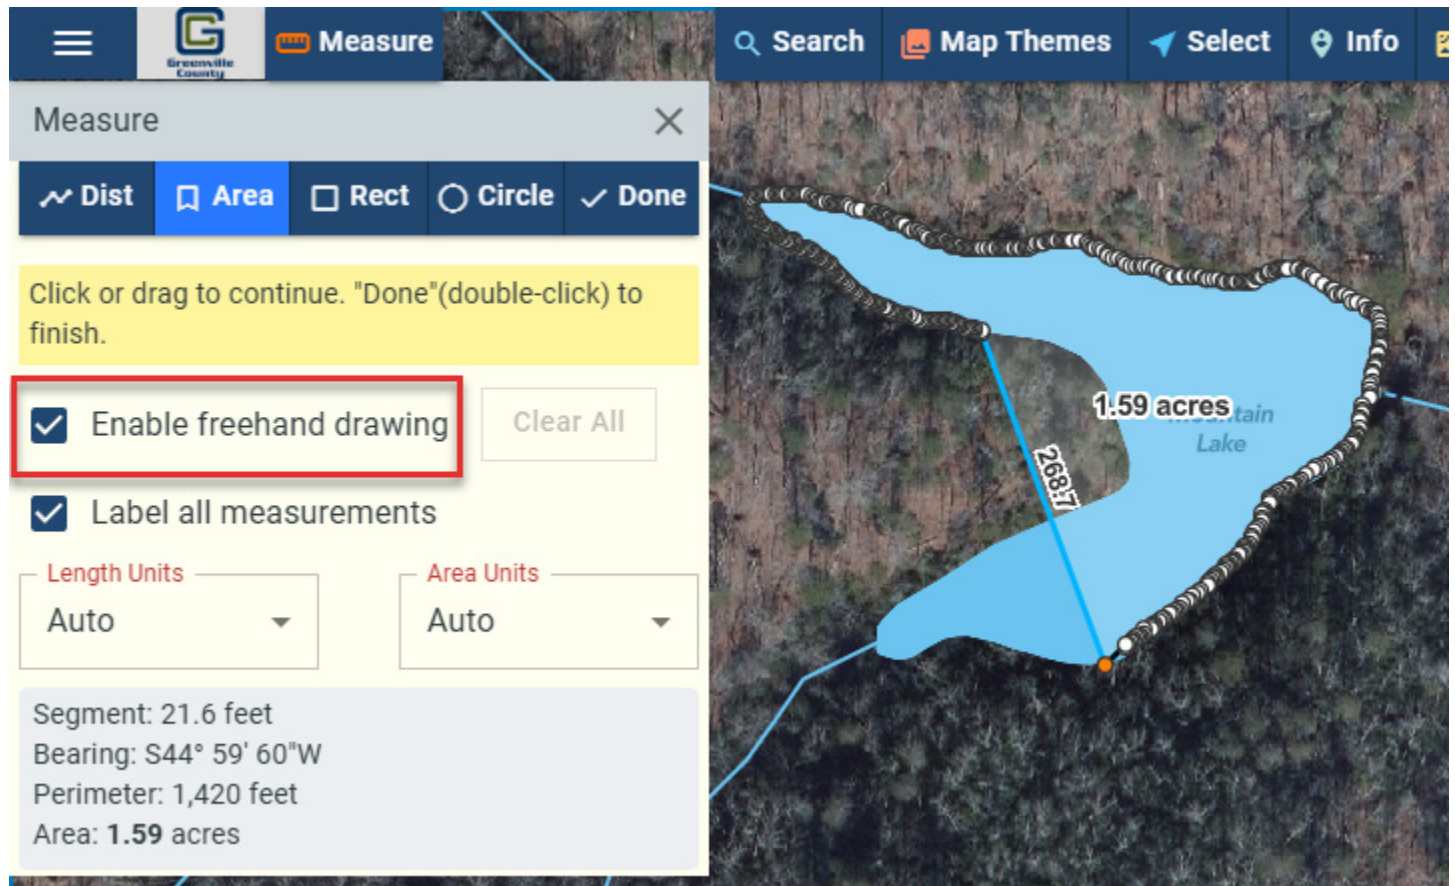 Greenville
County
Measure
Search
Map Themes
Select
Info
Measure
Dist
Area
Rect
Circle
Done
Click or drag to continue. "Done"(double-click) to
finish.
Enable freehand drawing
Clear All
Label all measurements
Length Units
Area Units
Auto
Auto
Segment: 21.6 feet
Bearing: S44° 59' 60"W
Perimeter: 1,420 feet
Area: 1.59 acres
1.59 acres
Mountain
Lake
268.7